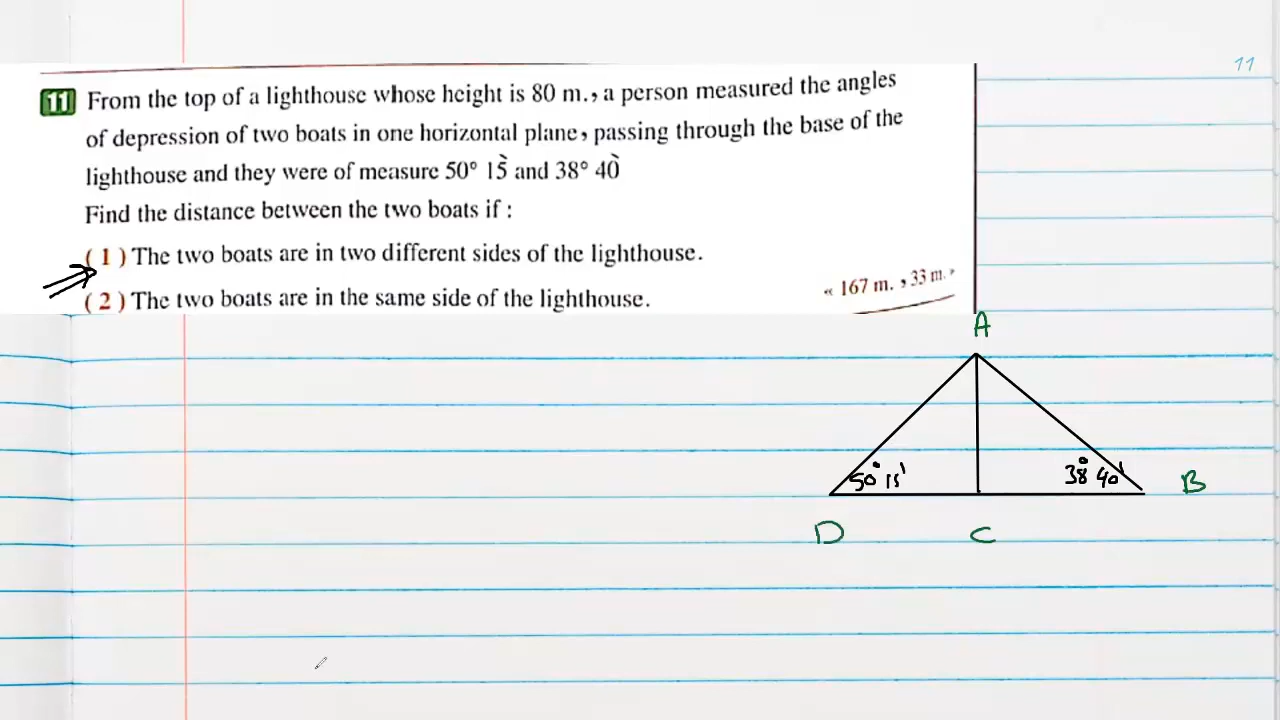 11
11 From the top of a lighthouse whose height is 80 m., a person measured the angles
of depression of two boats in one horizontal plane, passing through the base of the
lighthouse and they were of measure 50° 15̀ and 38° 40̀
Find the distance between the two boats if :
( 1 ) The two boats are in two different sides of the lighthouse.
( 2 ) The two boats are in the same side of the lighthouse.
« 167 m. , 33 m. »
A
50° 15' 38° 40' B
D C